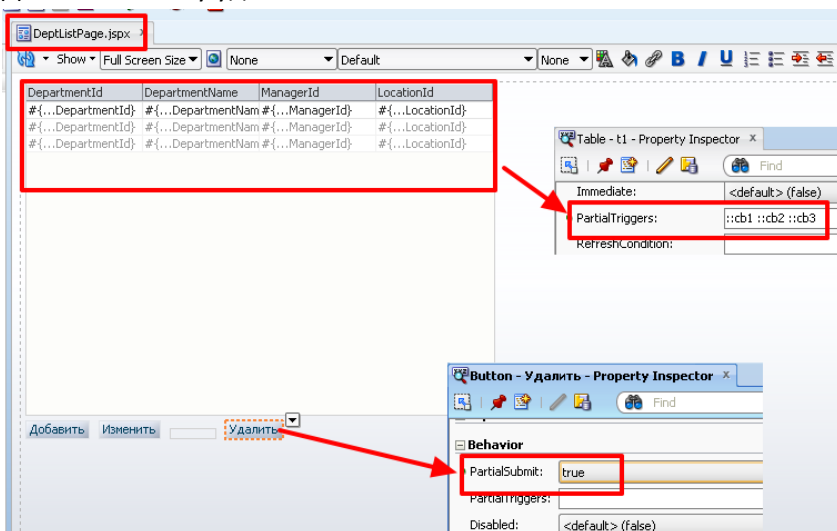 DeptListPage.jspx
Show Full Screen Size None Default None B I U
DepartmentId DepartmentName ManagerId LocationId
#{...DepartmentId} #{...DepartmentNam #{...ManagerId} #{...LocationId}
#{...DepartmentId} #{...DepartmentNam #{...ManagerId} #{...LocationId}
#{...DepartmentId} #{...DepartmentNam #{...ManagerId} #{...LocationId}
Table - t1 - Property Inspector
Find
Immediate: <default> (false)
PartialTriggers: ::cb1 ::cb2 ::cb3
RefreshCondition:
Добавить Изменить Удалить
Button - Удалить - Property Inspector
Find
Behavior
PartialSubmit: true
PartialTriggers:
Disabled: <default> (false)